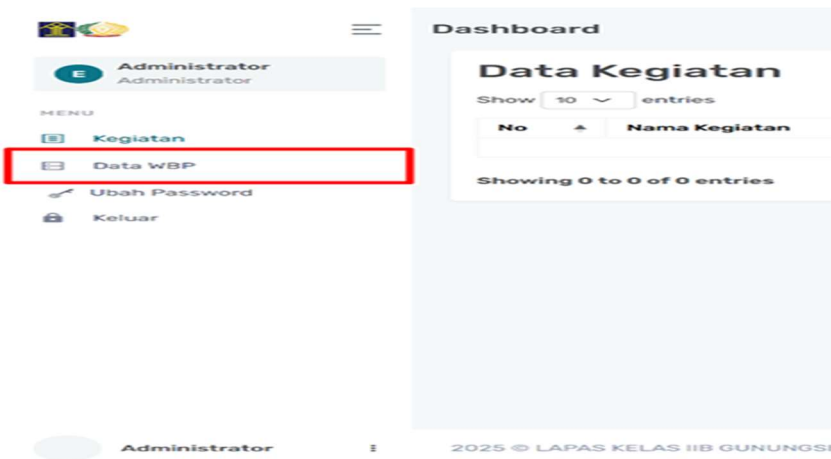 Administrator
E
Administrator
MENU
Kegiatan
Data WBP
Ubah Password
Keluar
Administrator
Dashboard
Data Kegiatan
Show 10 entries
No Nama Kegiatan
Showing 0 to 0 of 0 entries
2025 © LAPAS KELAS IIB GUNUNGSI